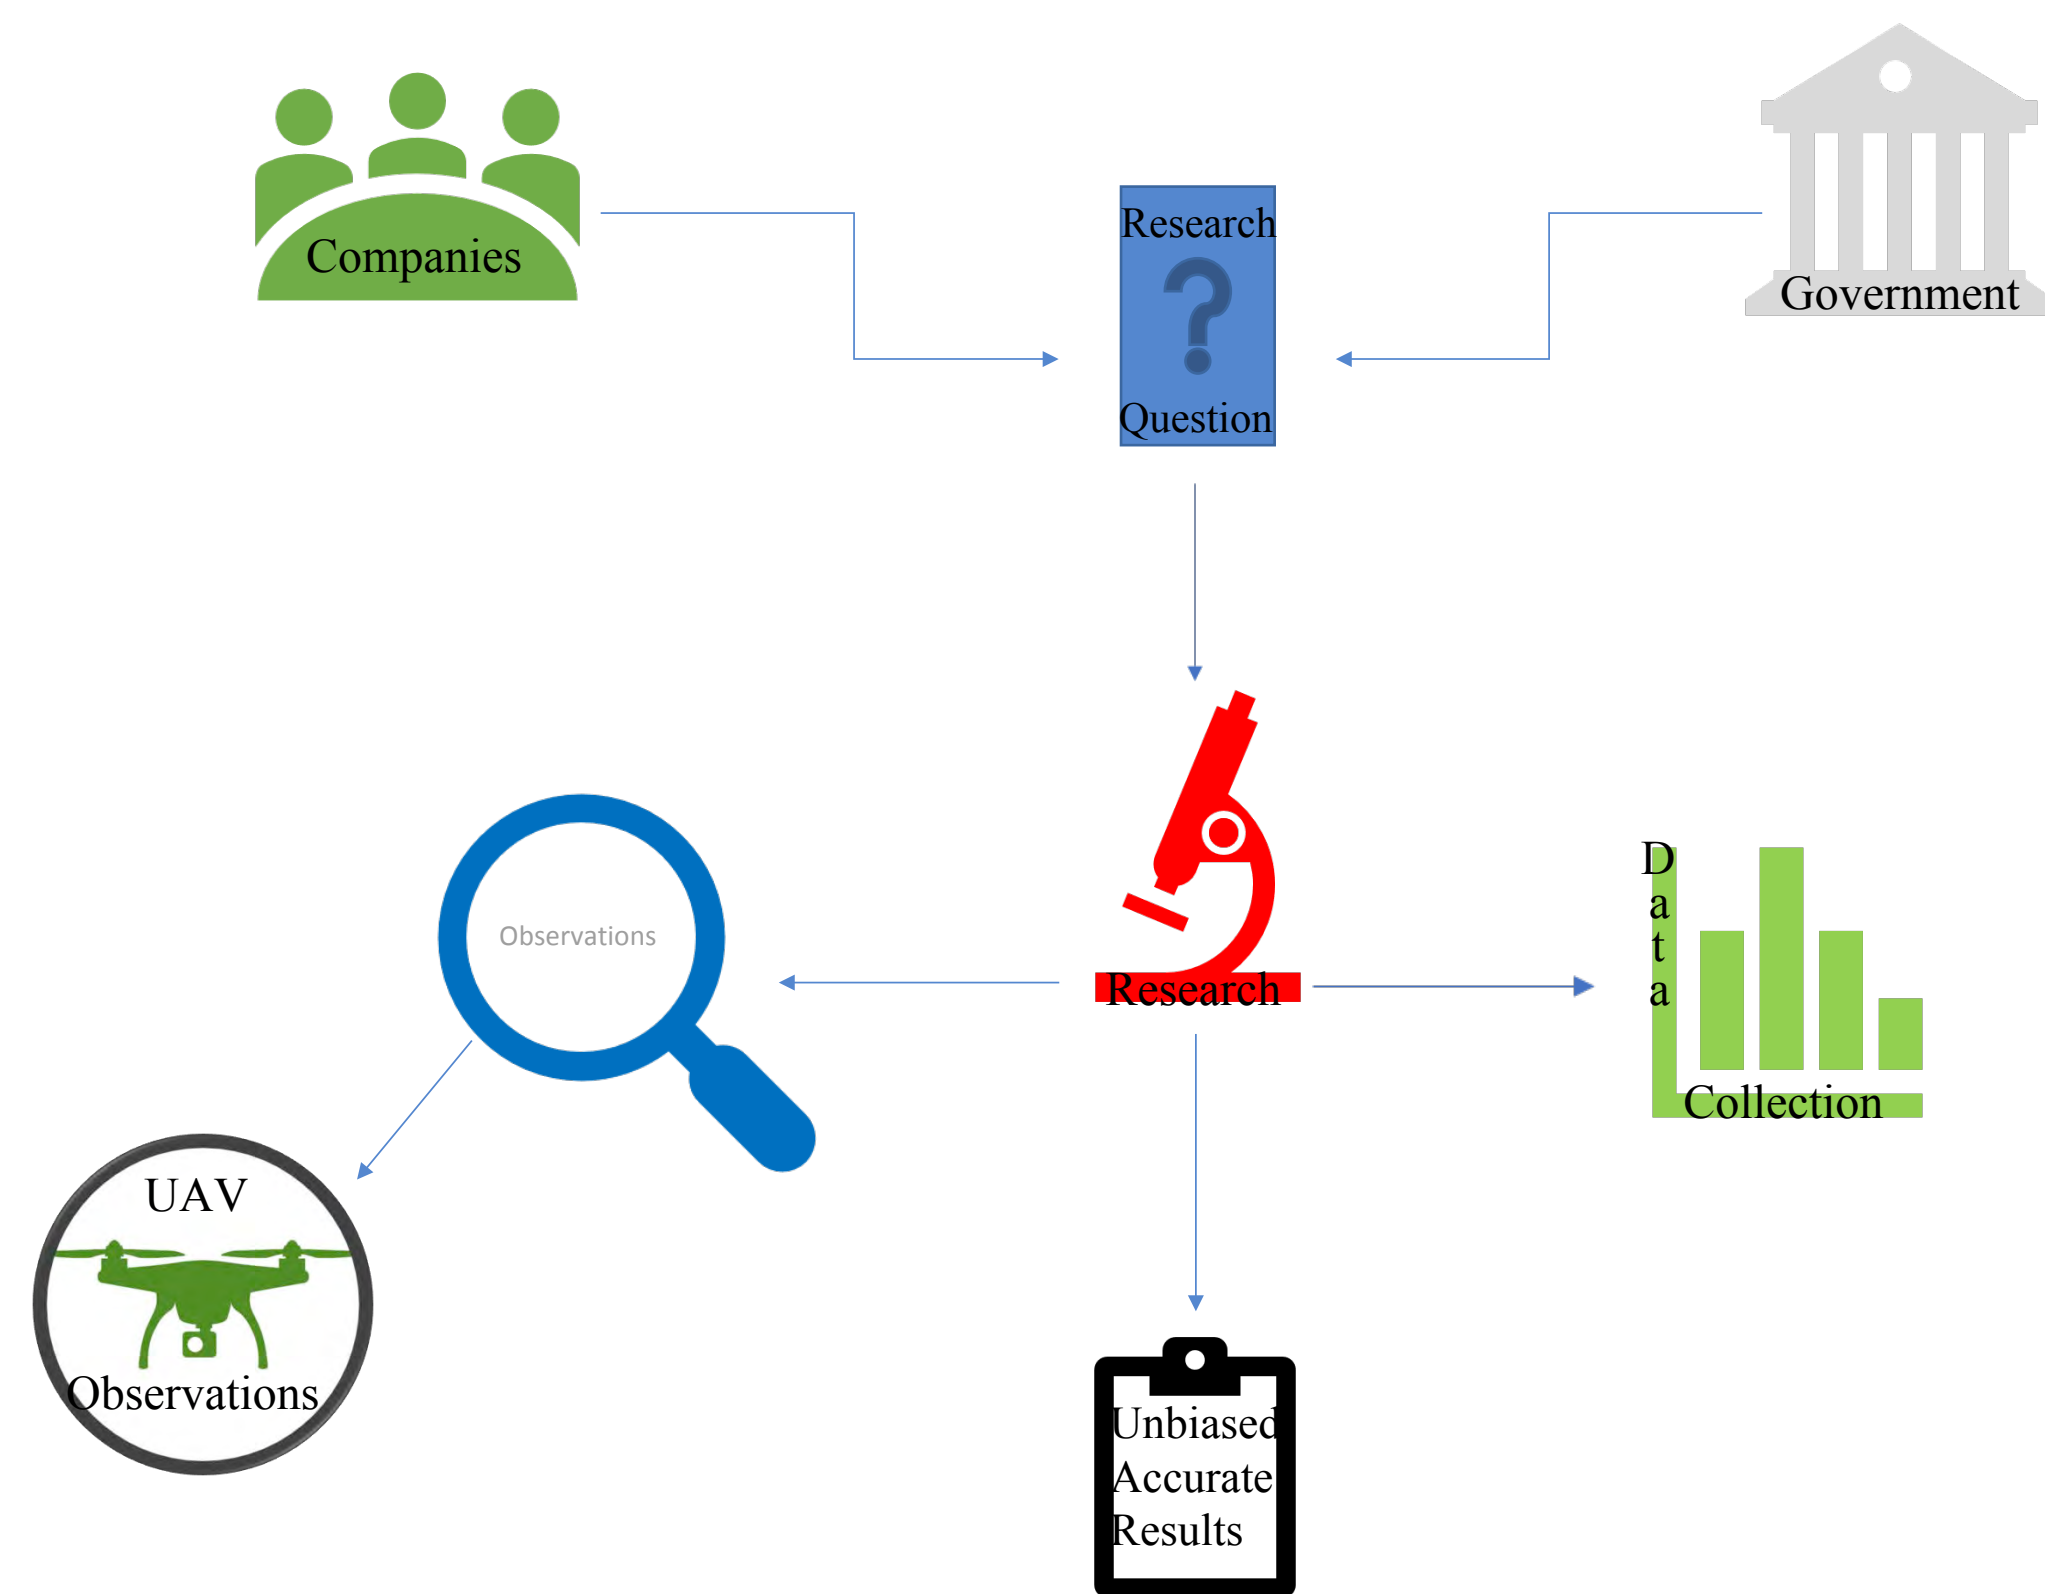 Companies
Research
Question
Government
Observations
Research
D
a
t
a
Collection
UAV
Observations
Unbiased
Accurate
Results